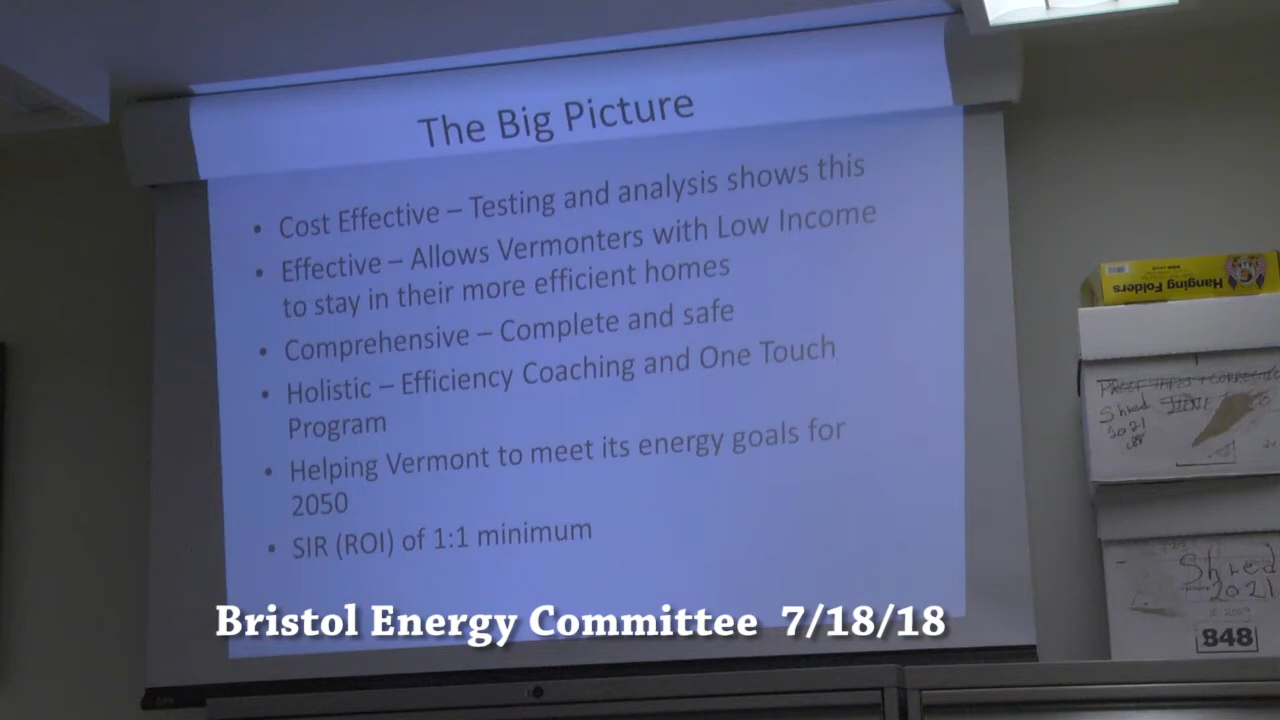 The Big Picture
• Cost Effective – Testing and analysis shows this
• Effective – Allows Vermonters with Low Income
to stay in their more efficient homes
• Comprehensive – Complete and safe
• Holistic – Efficiency Coaching and One Touch
Program
• Helping Vermont to meet its energy goals for
2050
• SIR (ROI) of 1:1 minimum
Bristol Energy Committee 7/18/18
Hanging Folders
Shred
2021
Shred
2021
848